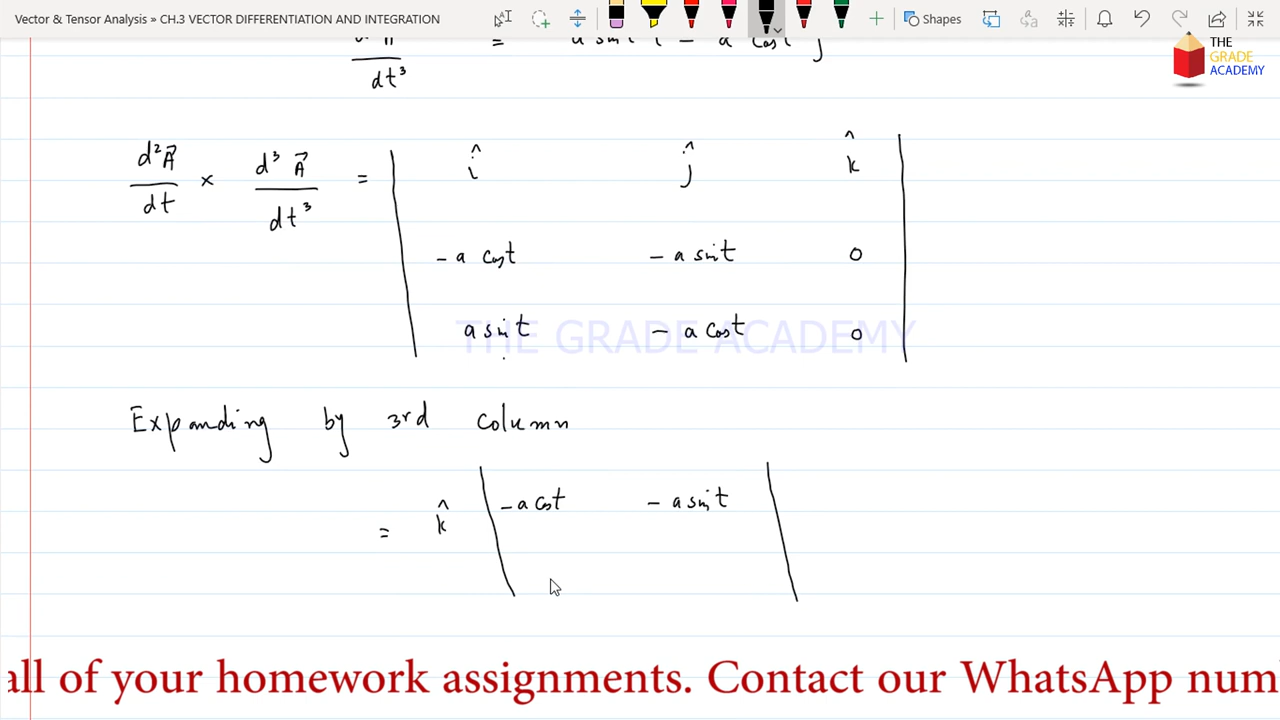 Vector & Tensor Analysis » CH.3 VECTOR DIFFERENTIATION AND INTEGRATION
Shapes
THE
GRADE
ACADEMY
dt³ = a sint i - a cost j
d²A⃗/dt × d³A⃗/dt³ = | î ĵ k̂ |
| - a cost - a sint 0 |
| a sint - a cost 0 |
THE GRADE ACADEMY
Expanding by 3rd column
= k̂ | - a cost - a sint |
all of your homework assignments. Contact our WhatsApp num